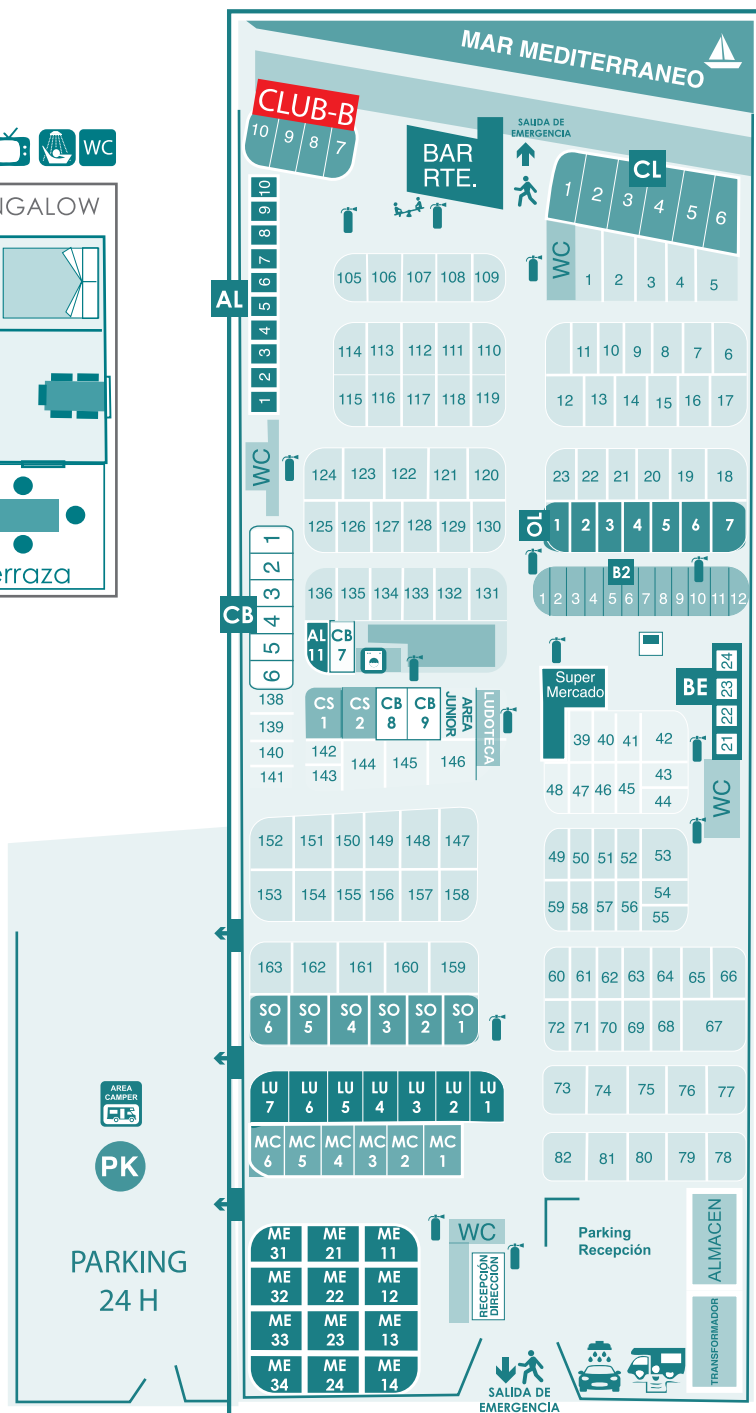 MAR MEDITERRANEO
CLUB-B
10 9 8 7
BAR
RTE.
SALIDA DE
EMERGENCIA
CL
1 2 3 4 5 6
WC
WC
1 2 3 4 5
10
9
8
7
6
5
4
3
2
1
AL
105 106 107 108 109
114 113 112 111 110
115 116 117 118 119
11 10 9 8 7 6
12 13 14 15 16 17
WC
124 123 122 121 120
125 126 127 128 129 130
23 22 21 20 19 18
OL
1 2 3 4 5 6 7
B2
1 2 3 4 5 6 7 8 9 10 11 12
CB
1
2
3
4
5
6
136 135 134 133 132 131
AL
11
CB
7
138
139
140
141
CS
1
CS
2
CB
8
CB
9
AREA
JUNIOR
LUDOTECA
142
143
144 145 146
Super
Mercado
BE
24
23
22
21
39 40 41 42
43
44
48 47 46 45
WC
152 151 150 149 148 147
153 154 155 156 157 158
49 50 51 52 53
54
55
59 58 57 56
163 162 161 160 159
SO
6
SO
5
SO
4
SO
3
SO
2
SO
1
60 61 62 63 64 65 66
72 71 70 69 68 67
LU
7
LU
6
LU
5
LU
4
LU
3
LU
2
LU
1
MC
6
MC
5
MC
4
MC
3
MC
2
MC
1
73 74 75 76 77
82 81 80 79 78
AREA
CAMPER
PK
PARKING
24 H
ME
31
ME
21
ME
11
ME
32
ME
22
ME
12
ME
33
ME
23
ME
13
ME
34
ME
24
ME
14
WC
RECEPCIÓN
DIRECCIÓN
Parking
Recepción
ALMACEN
TRANSFORMADOR
SALIDA DE
EMERGENCIA
NGALOW
erraza